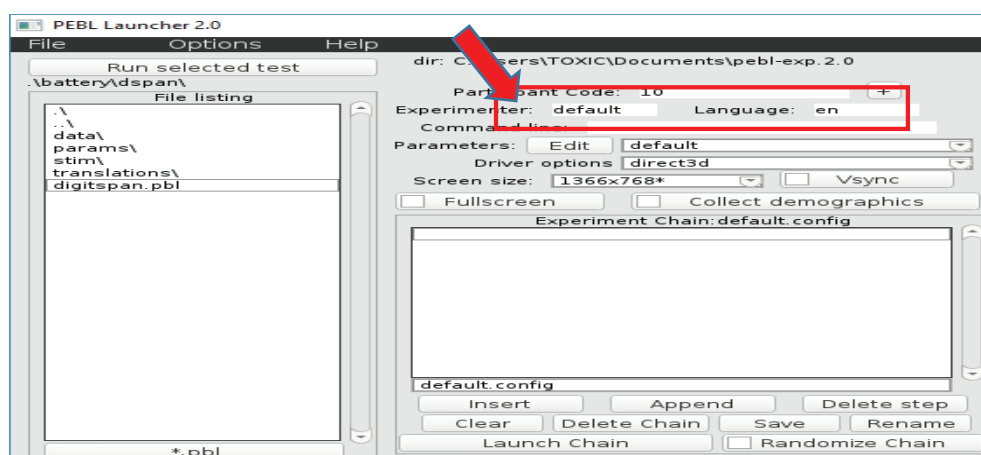 PEBL Launcher 2.0
File Options Help
Run selected test
.\battery\dspan\
File listing
.\
..\
data\
params\
stim\
translations\
digitspan.pbl
*.pbl
dir: C:\Users\TOXIC\Documents\pebl-exp.2.0
Participant Code: 10 +
Experimenter: default Language: en
Command line:
Parameters: Edit default
Driver options direct3d
Screen size: 1366x768* Vsync
Fullscreen Collect demographics
Experiment Chain:default.config
default.config
Insert Append Delete step
Clear Delete Chain Save Rename
Launch Chain Randomize Chain